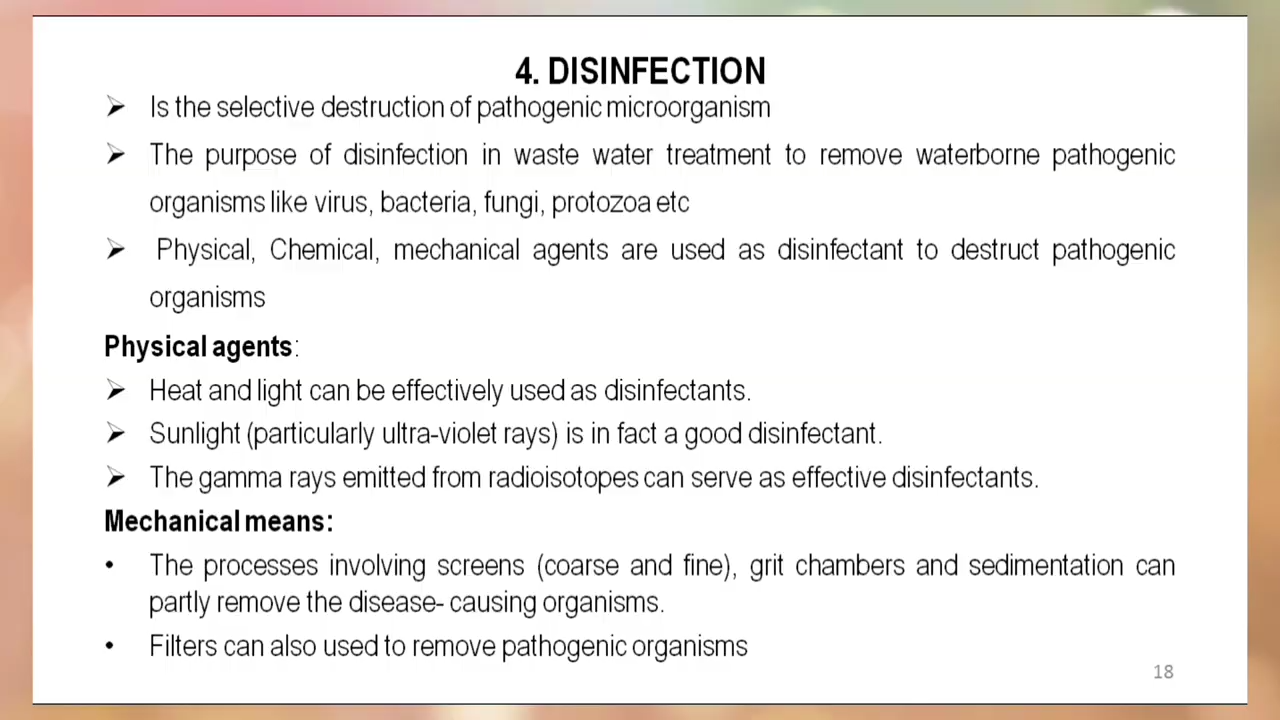 4. DISINFECTION
➢ Is the selective destruction of pathogenic microorganism
➢ The purpose of disinfection in waste water treatment to remove waterborne pathogenic
organisms like virus, bacteria, fungi, protozoa etc
➢ Physical, Chemical, mechanical agents are used as disinfectant to destruct pathogenic
organisms
Physical agents:
➢ Heat and light can be effectively used as disinfectants.
➢ Sunlight (particularly ultra-violet rays) is in fact a good disinfectant.
➢ The gamma rays emitted from radioisotopes can serve as effective disinfectants.
Mechanical means:
• The processes involving screens (coarse and fine), grit chambers and sedimentation can
partly remove the disease- causing organisms.
• Filters can also used to remove pathogenic organisms
18